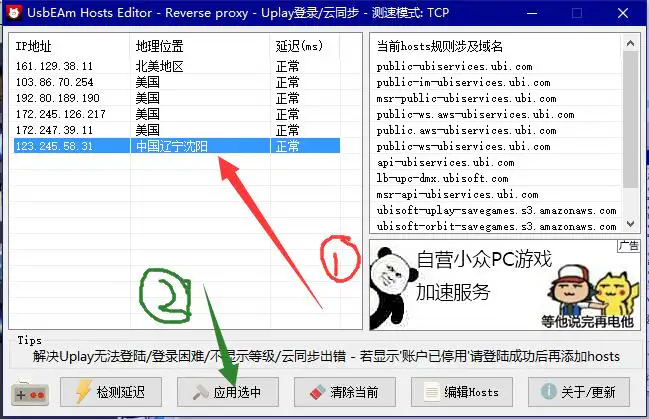 UsbEAm Hosts Editor - Reverse proxy - Uplay登录/云同步 - 测速模式: TCP
IP地址 地理位置 延迟(ms)
161.129.38.11 北美地区 正常
103.86.70.254 美国 正常
192.80.189.190 美国 正常
172.245.126.217 美国 正常
172.247.39.11 美国 正常
123.245.58.31 中国辽宁沈阳 正常
当前hosts规则涉及域名
public-ubiservices.ubi.com
public-im-ubiservices.ubi.com
msr-public-ubiservices.ubi.com
public-ws.aws-ubiservices.ubi.com
public.aws-ubiservices.ubi.com
public-ws-ubiservices.ubi.com
api-ubiservices.ubi.com
lb-upc-dmx.ubisoft.com
msr-api-ubiservices.ubi.com
ubisoft-uplay-savegames.s3.amazonaws.com
ubisoft-orbit-savegames.s3.amazonaws.com
1
2
广告
自营小众PC游戏
加速服务
等他说完再电他
Tips
解决Uplay无法登陆/登录困难/不显示等级/云同步出错 - 若显示'账户已停用'请登陆成功后再添加hosts
检测延迟 应用选中 清除当前 编辑Hosts 关于/更新